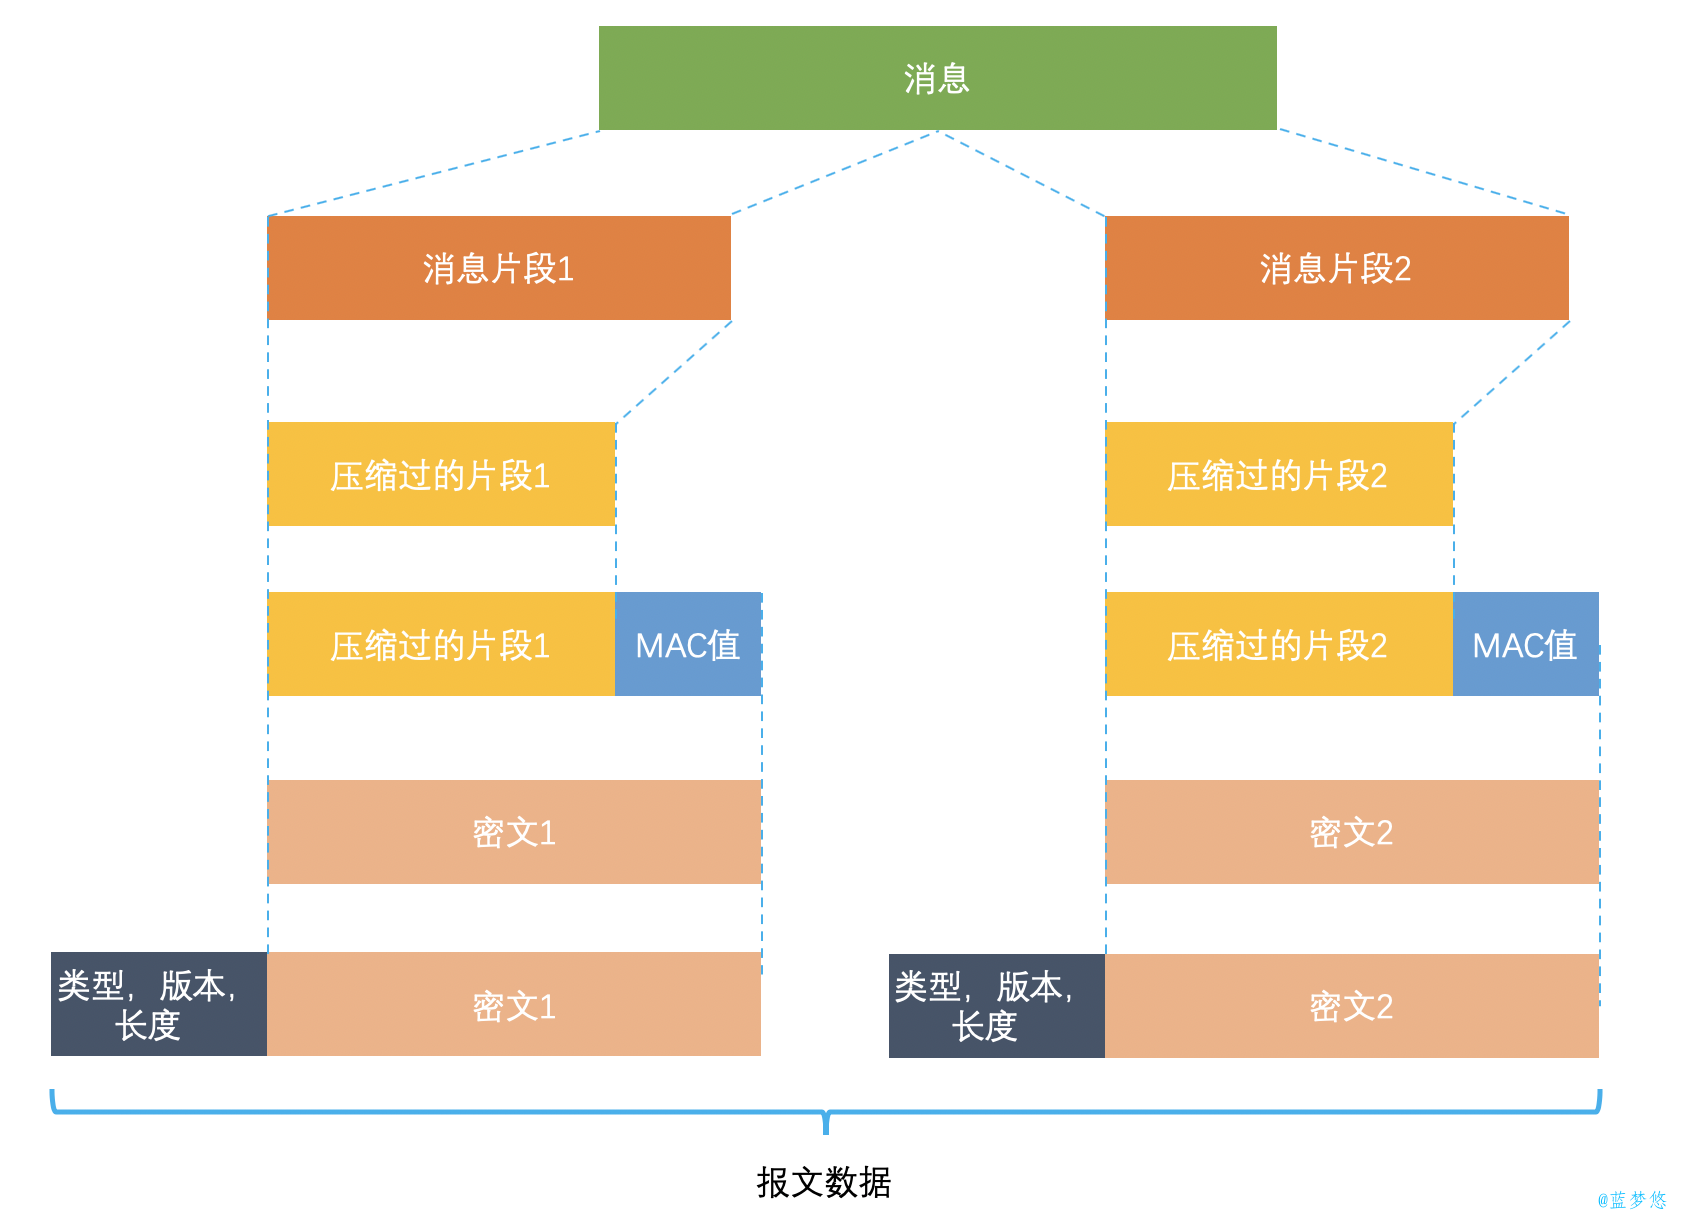 消息
消息片段1
消息片段2
压缩过的片段1
压缩过的片段2
压缩过的片段1
MAC值
压缩过的片段2
MAC值
密文1
密文2
类型，版本,
长度
密文1
类型，版本,
长度
密文2
报文数据
@蓝梦悠